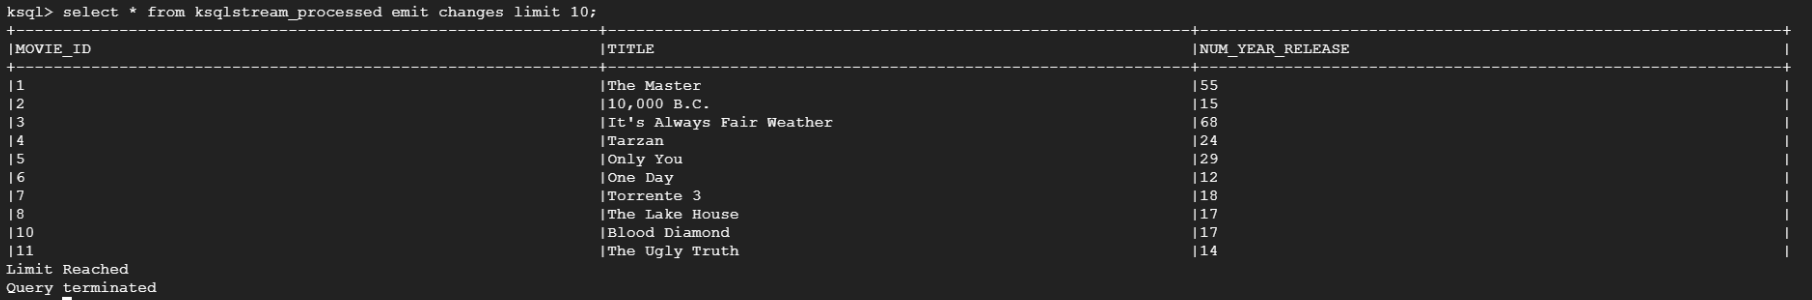 ksql> select * from ksqlstream_processed emit changes limit 10;
+---------------------------------------------------------------+---------------------------------------------------------------+---------------------------------------------------------------+
|MOVIE_ID |TITLE |NUM_YEAR_RELEASE |
+---------------------------------------------------------------+---------------------------------------------------------------+---------------------------------------------------------------+
|1 |The Master |55 |
|2 |10,000 B.C. |15 |
|3 |It's Always Fair Weather |68 |
|4 |Tarzan |24 |
|5 |Only You |29 |
|6 |One Day |12 |
|7 |Torrente 3 |18 |
|8 |The Lake House |17 |
|10 |Blood Diamond |17 |
|11 |The Ugly Truth |14 |
Limit Reached
Query terminated